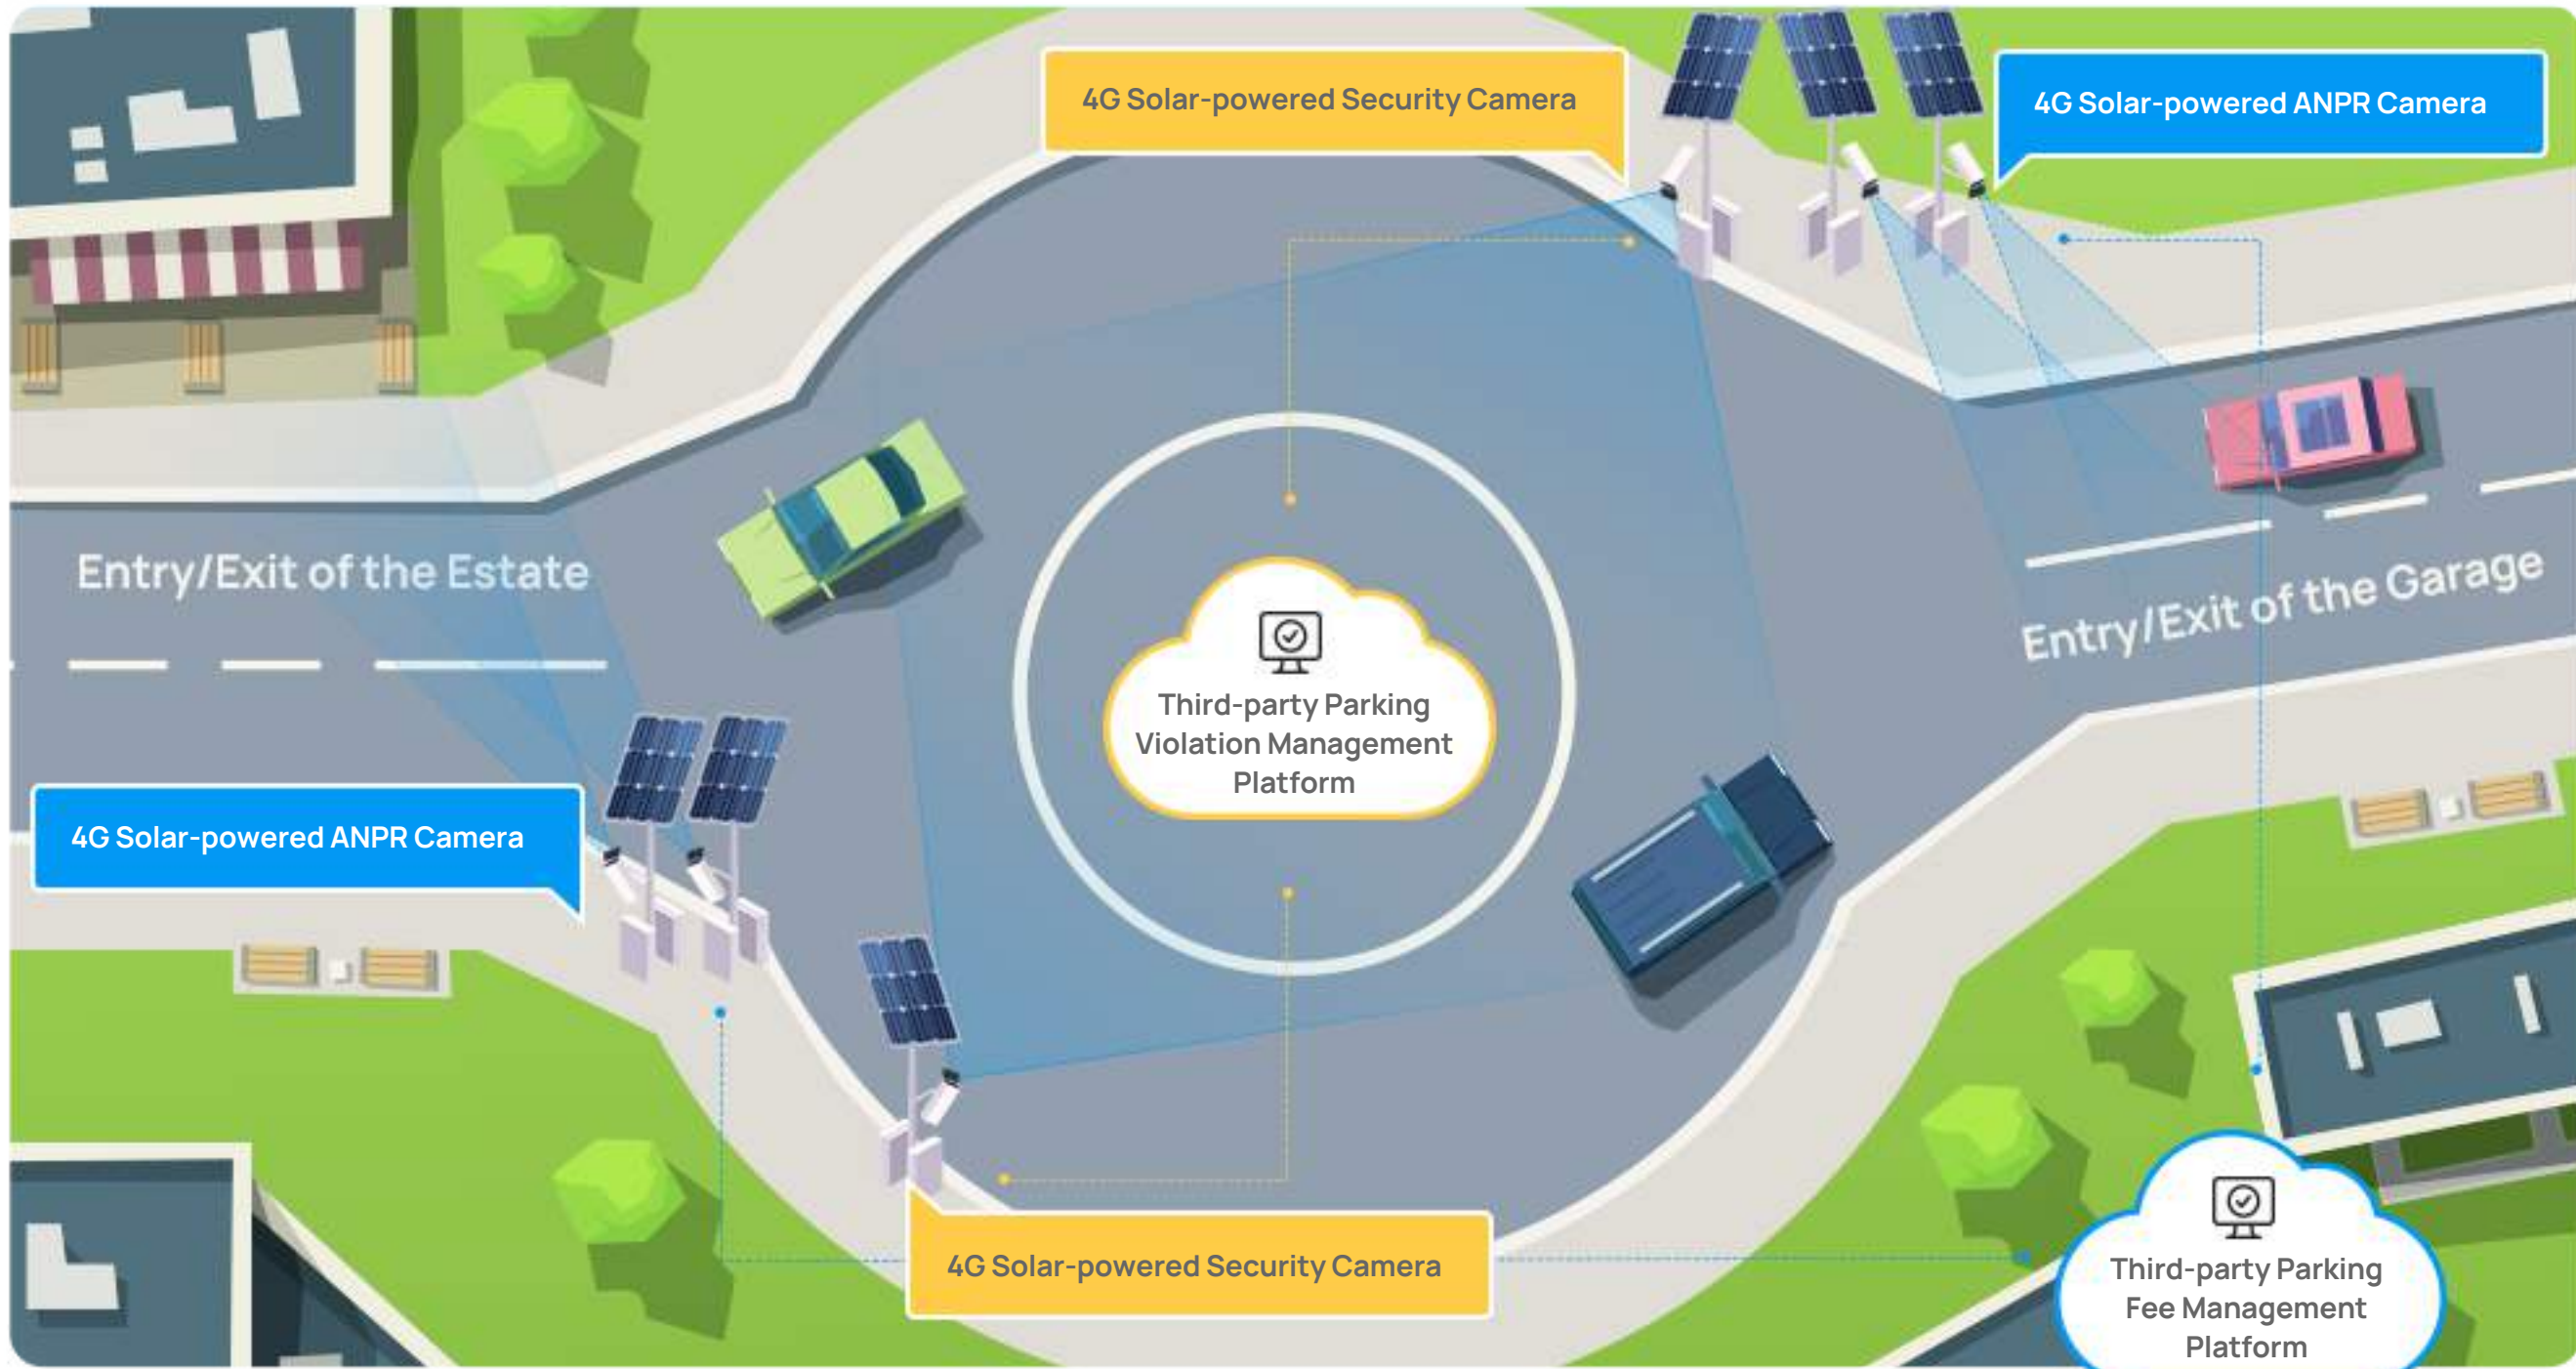 4G Solar-powered Security Camera
4G Solar-powered ANPR Camera
Entry/Exit of the Estate
Entry/Exit of the Garage
Third-party Parking
Violation Management
Platform
4G Solar-powered ANPR Camera
4G Solar-powered Security Camera
Third-party Parking
Fee Management
Platform